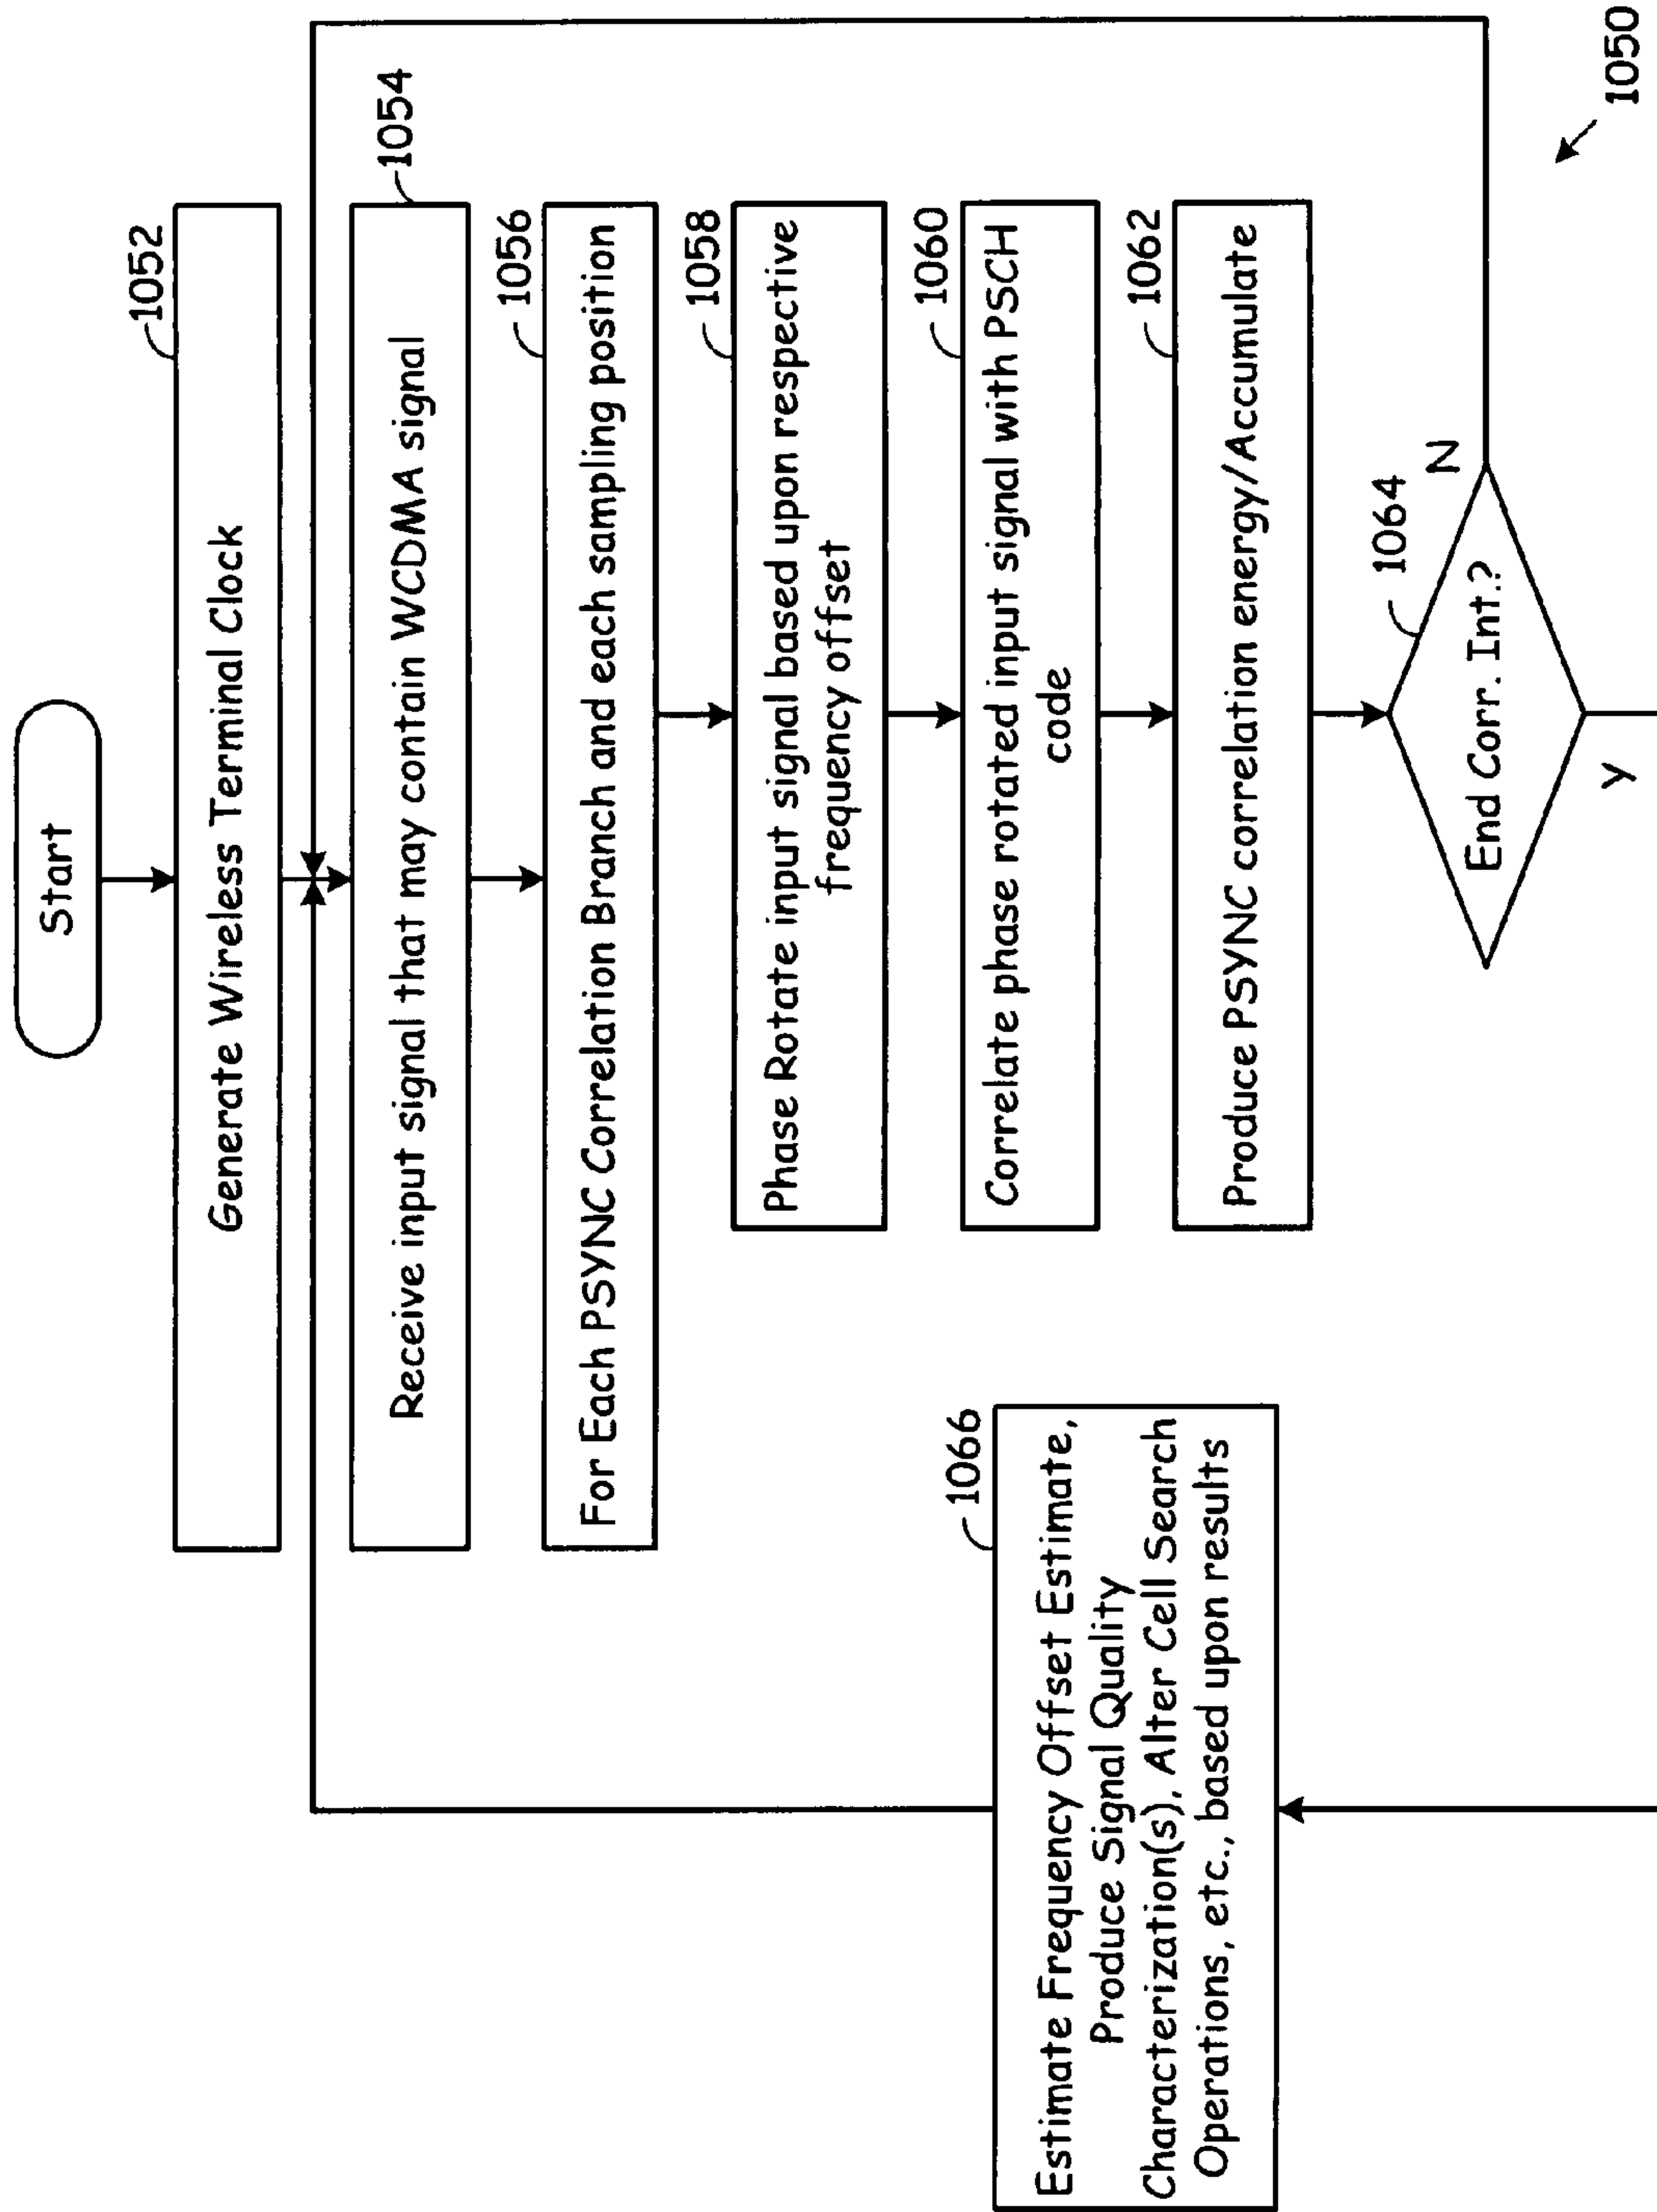 Start
1052
Generate Wireless Terminal Clock
1054
Receive input signal that may contain WCDMA signal
1056
For Each PSYNC Correlation Branch and each sampling position
1058
Phase Rotate input signal based upon respective
frequency offset
1060
Correlate phase rotated input signal with PSCH
code
1062
Produce PSYNC correlation energy/Accumulate
1064
End Corr. Int.?
N
y
1066
Estimate Frequency Offset Estimate,
Produce Signal Quality
Characterization(s), Alter Cell Search
Operations, etc., based upon results
1050